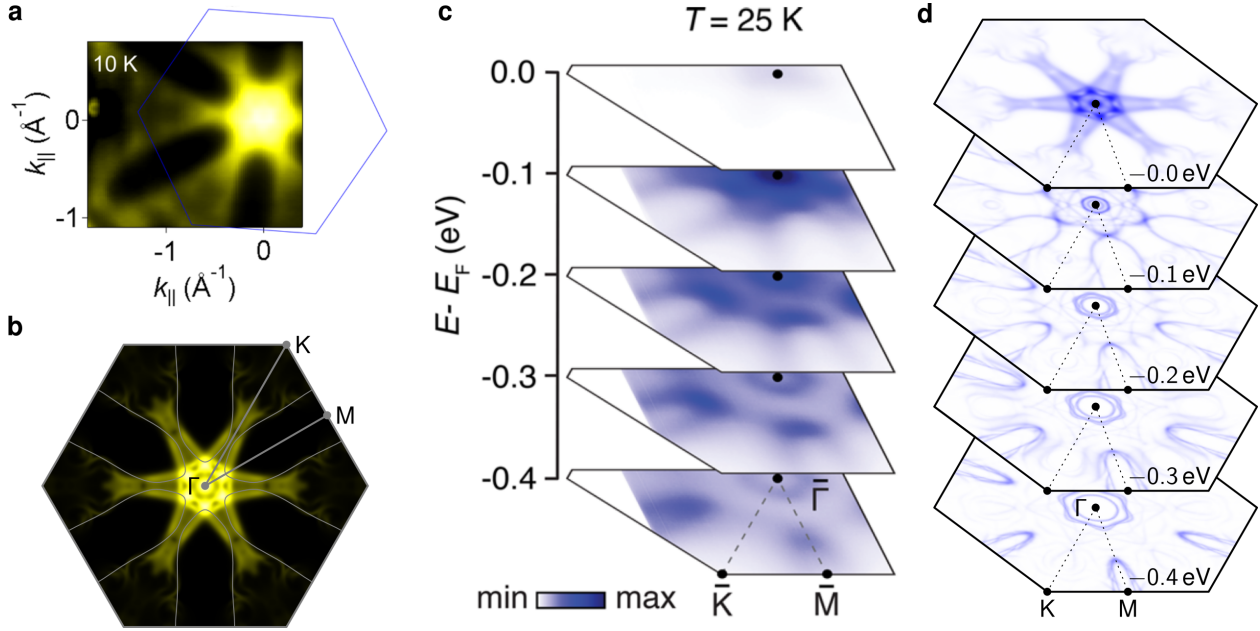 a
10 K
0
-1
k|| (Å⁻¹)
-1
0
k|| (Å⁻¹)
b
K
M
Γ
c
T = 25 K
0.0
-0.1
-0.2
-0.3
-0.4
E- E_F (eV)
Γ̅
K̅
M̅
min
max
d
−0.0 eV
−0.1 eV
−0.2 eV
−0.3 eV
Γ
−0.4 eV
K
M